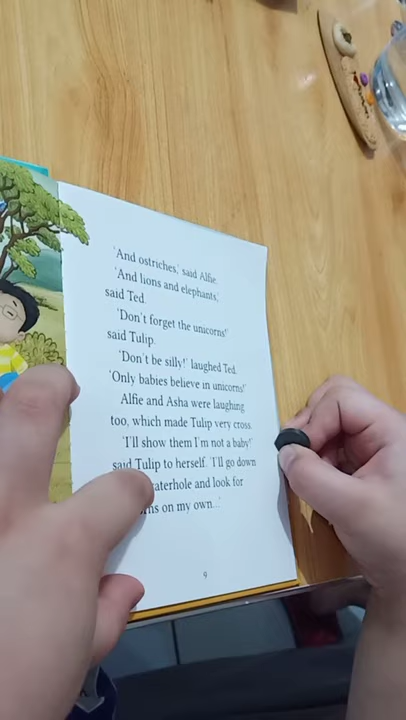 'And ostriches,' said Alfie.
'And lions and elephants,'
said Ted.
'Don't forget the unicorns!'
said Tulip.
'Don't be silly!' laughed Ted.
'Only babies believe in unicorns!'
Alfie and Asha were laughing
too, which made Tulip very cross.
'I'll show them I'm not a baby!'
said Tulip to herself. 'I'll go down
waterhole and look for
on my own...'
9